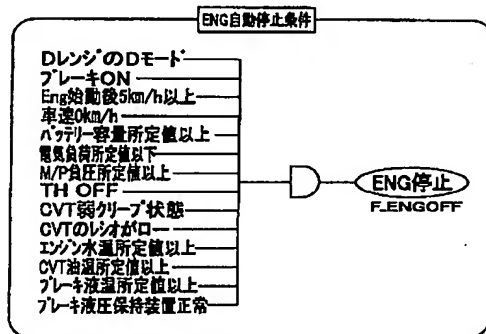 ENG自動停止条件
DレンジのDモード
ブレーキON
Eng始動後5km/h以上
車速0km/h
バッテリー容量所定値以上
電気負荷所定値以下
M/P負圧所定値以上
TH OFF
CVT弱クリープ状態
CVTのレシオがロー
エンジン水温所定値以上
CVT油温所定値以上
ブレーキ液温所定値以上
ブレーキ液圧保持装置正常
ENG停止
F_ENGOFF